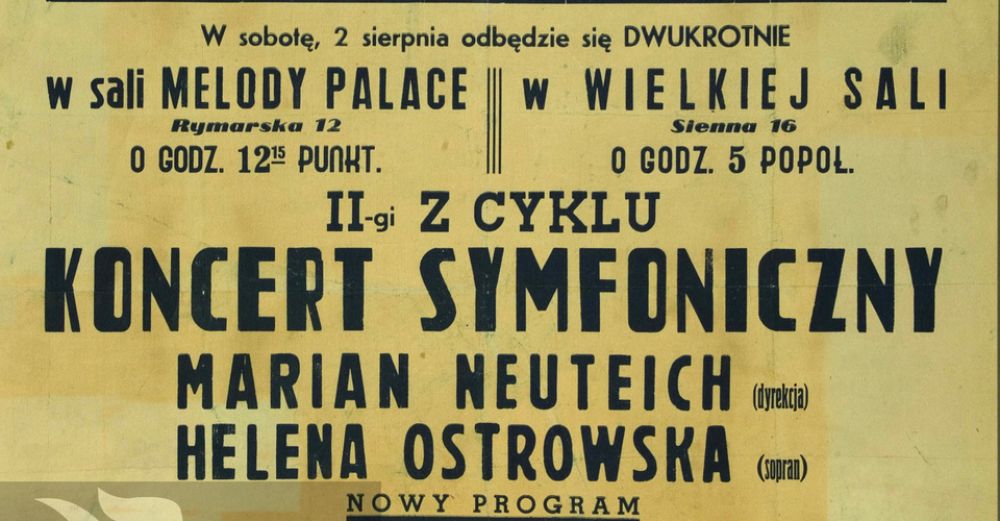 W sobotę, 2 sierpnia odbędzie się DWUKROTNIE
w sali MELODY PALACE
Rymarska 12
O GODZ. 12¹⁵ PUNKT.
w WIELKIEJ SALI
Sienna 16
O GODZ. 5 POPOŁ.
II-gi Z CYKLU
KONCERT SYMFONICZNY
MARIAN NEUTEICH (dyrekcja)
HELENA OSTROWSKA (sopran)
NOWY PROGRAM